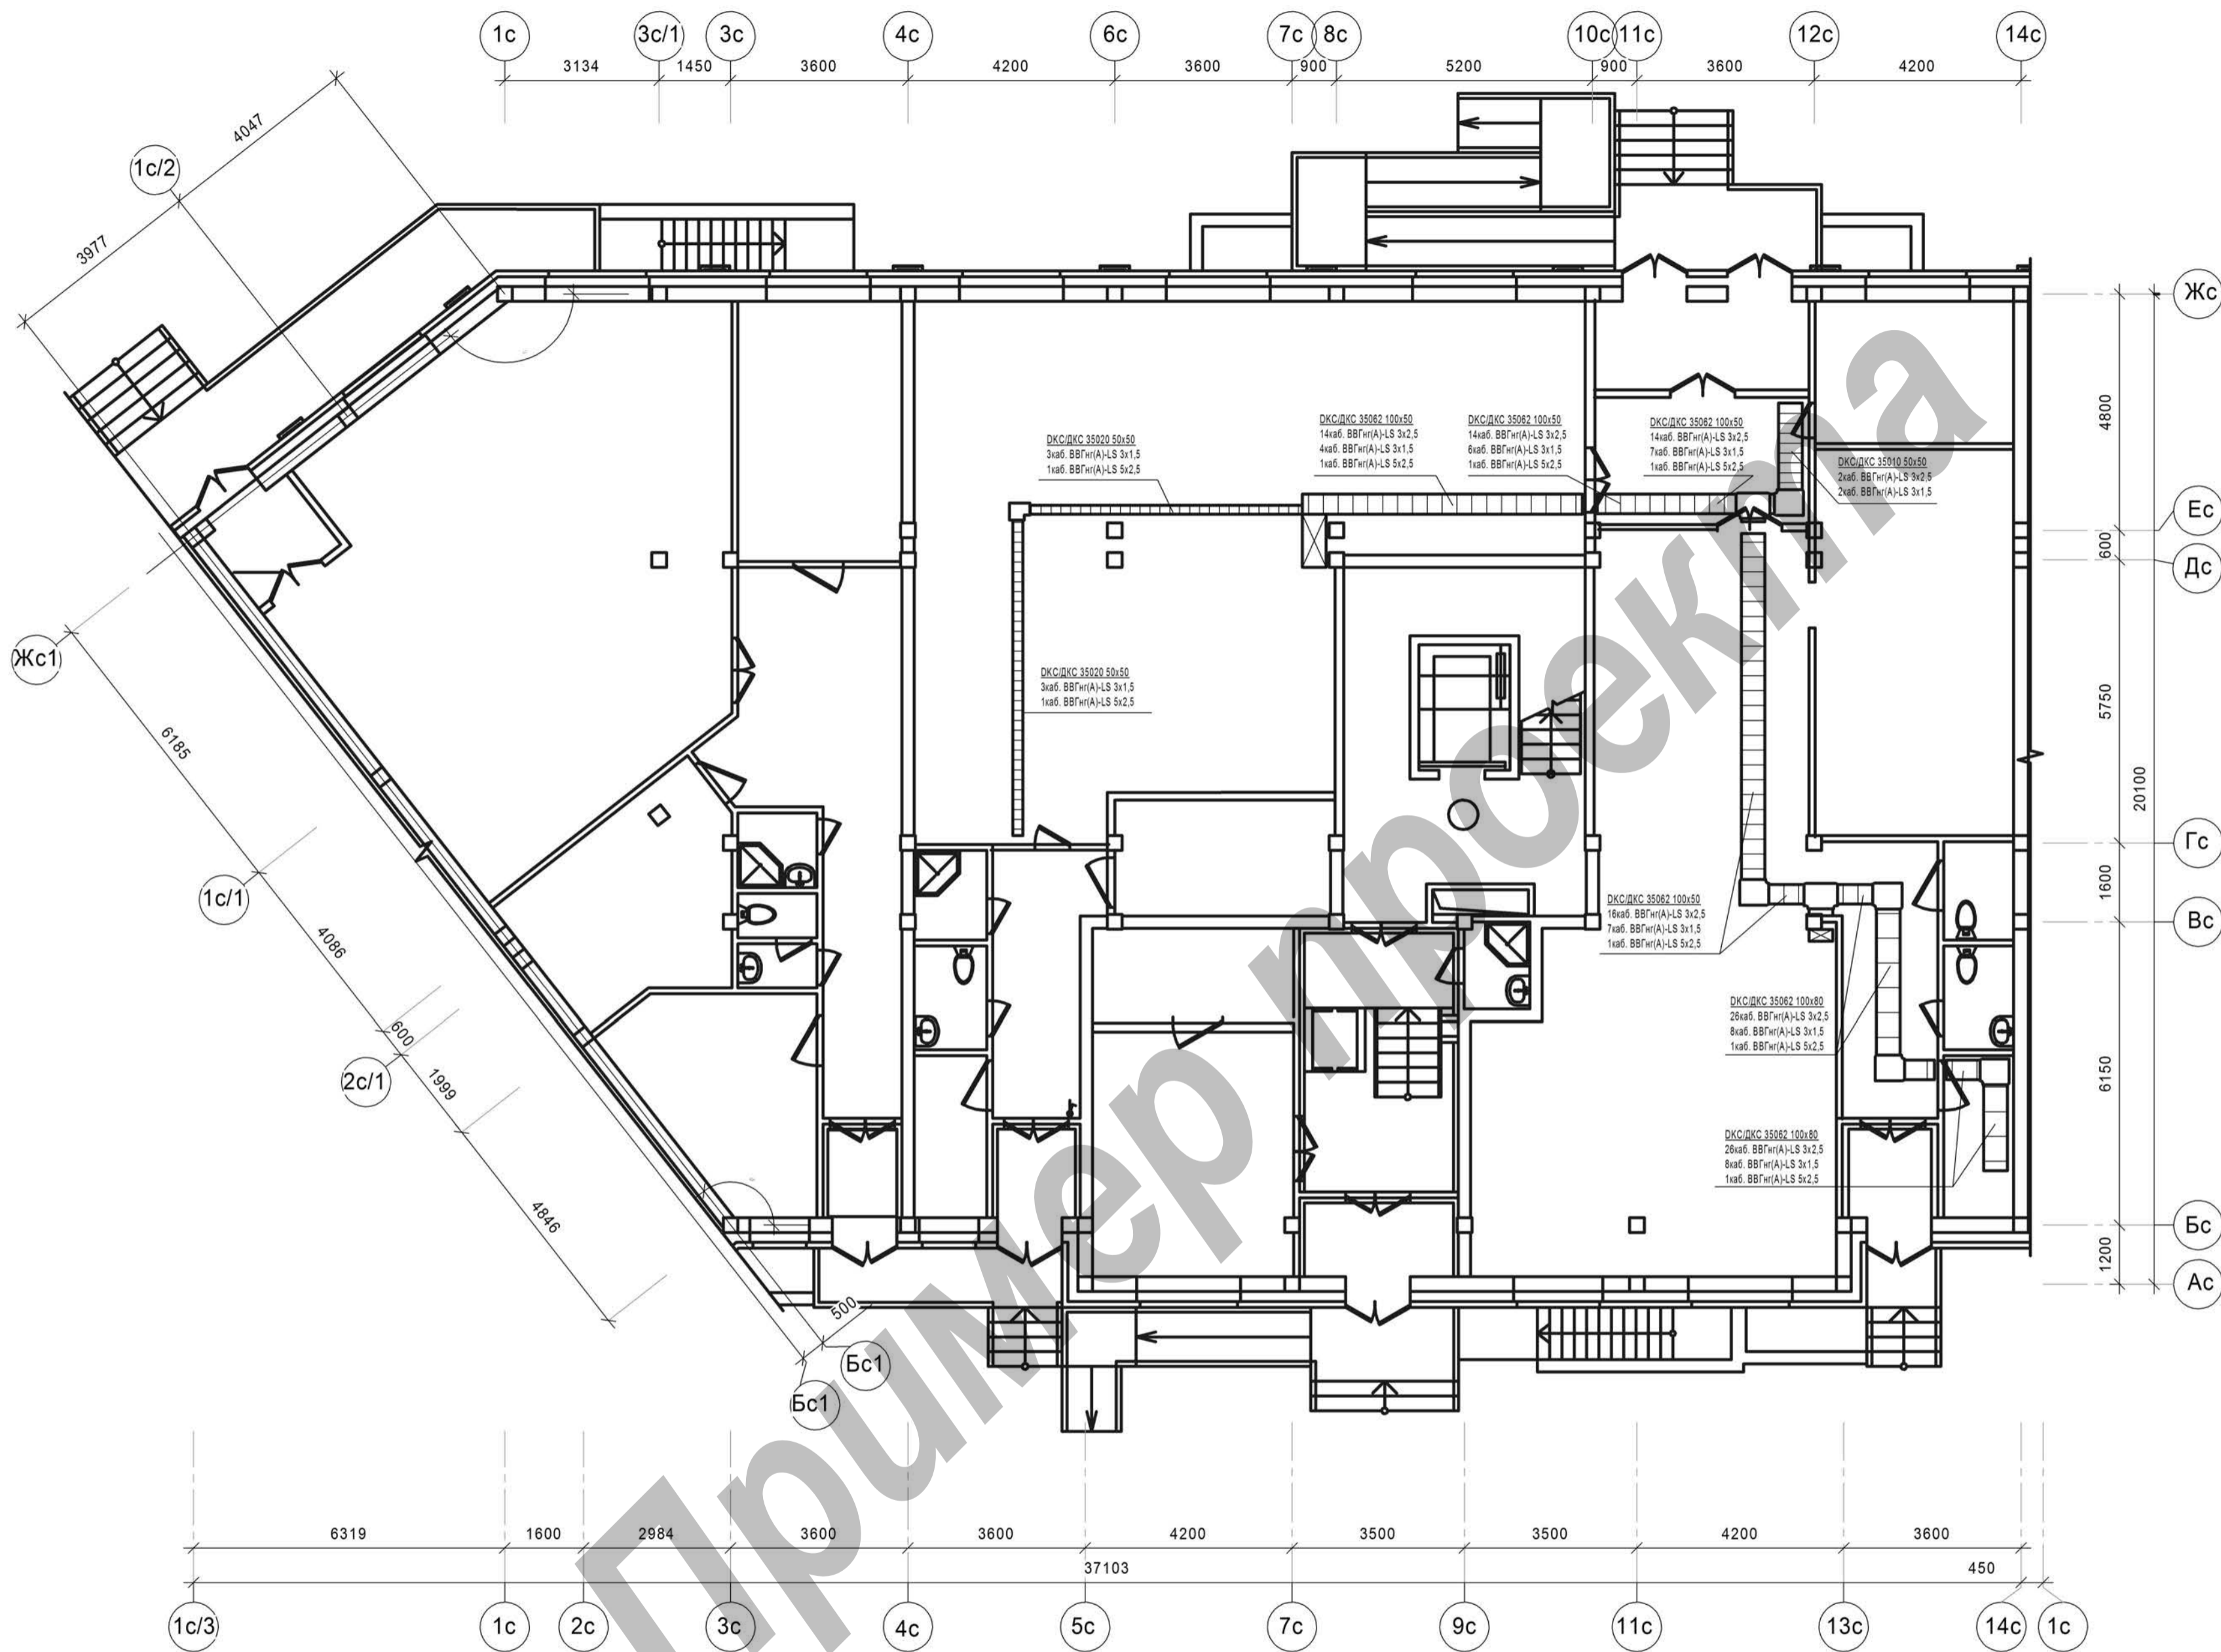 1с
3с/1
3с
4с
6с
7с
8с
10с
11с
12с
14с
3134
1450
3600
4200
3600
900
5200
900
3600
4200
4047
1с/2
3977
Жс
DKC/ДКС 35020 50х50
3каб. ВВГнг(А)-LS 3х1,5
1каб. ВВГнг(А)-LS 5х2,5
DKC/ДКС 35062 100х50
14каб. ВВГнг(А)-LS 3х2,5
4каб. ВВГнг(А)-LS 3х1,5
1каб. ВВГнг(А)-LS 5х2,5
DKC/ДКС 35062 100х50
14каб. ВВГнг(А)-LS 3х2,5
6каб. ВВГнг(А)-LS 3х1,5
1каб. ВВГнг(А)-LS 5х2,5
DKC/ДКС 35062 100х50
14каб. ВВГнг(А)-LS 3х2,5
7каб. ВВГнг(А)-LS 3х1,5
1каб. ВВГнг(А)-LS 5х2,5
DKC/ДКС 35010 50х50
2каб. ВВГнг(А)-LS 3х2,5
2каб. ВВГнг(А)-LS 3х1,5
4800
Ес
600
Дс
Жс1
DKC/ДКС 35020 50х50
3каб. ВВГнг(А)-LS 3х1,5
1каб. ВВГнг(А)-LS 5х2,5
5750
6185
20100
Гс
1с/1
1600
DKC/ДКС 35062 100х50
16каб. ВВГнг(А)-LS 3х2,5
7каб. ВВГнг(А)-LS 3х1,5
1каб. ВВГнг(А)-LS 5х2,5
Вс
4086
DKC/ДКС 35062 100х80
26каб. ВВГнг(А)-LS 3х2,5
8каб. ВВГнг(А)-LS 3х1,5
1каб. ВВГнг(А)-LS 5х2,5
600
2с/1
1999
6150
DKC/ДКС 35062 100х80
26каб. ВВГнг(А)-LS 3х2,5
8каб. ВВГнг(А)-LS 3х1,5
1каб. ВВГнг(А)-LS 5х2,5
4846
Бс
1200
Ас
500
Бс1
Бс1
Пример проекта
6319
1600
2984
3600
3600
4200
3500
3500
4200
3600
37103
450
1с/3
1с
2с
3с
4с
5с
7с
9с
11с
13с
14с
1с